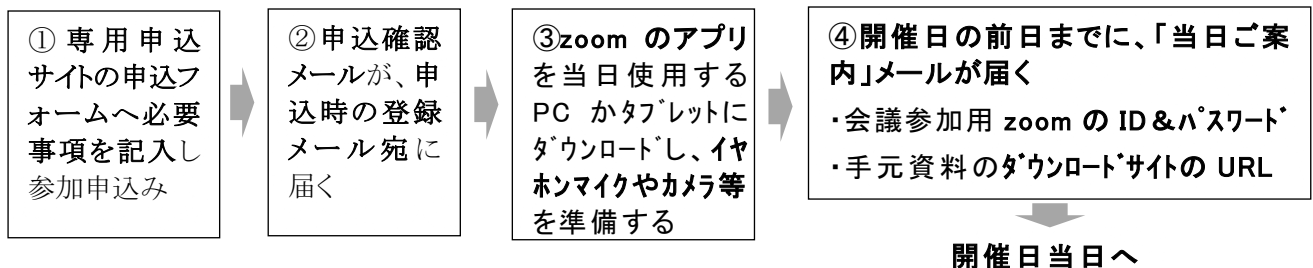 ①専用申込
サイトの申込フ
ォームへ必要
事項を記入し
参加申込み
②申込確認
メールが、申
込時の登録
メール宛に
届く
③zoom のアプリ
を当日使用する
PC かﾀﾌﾞﾚｯﾄに
ﾀﾞｳﾝﾛｰﾄﾞし、イヤ
ホンマイクやカメラ等
を準備する
④開催日の前日までに、「当日ご案
内」メールが届く
・会議参加用 zoom の ID＆ﾊﾟｽﾜｰﾄﾞ
・手元資料のﾀﾞｳﾝﾛｰﾄﾞｻｲﾄの URL
開催日当日へ